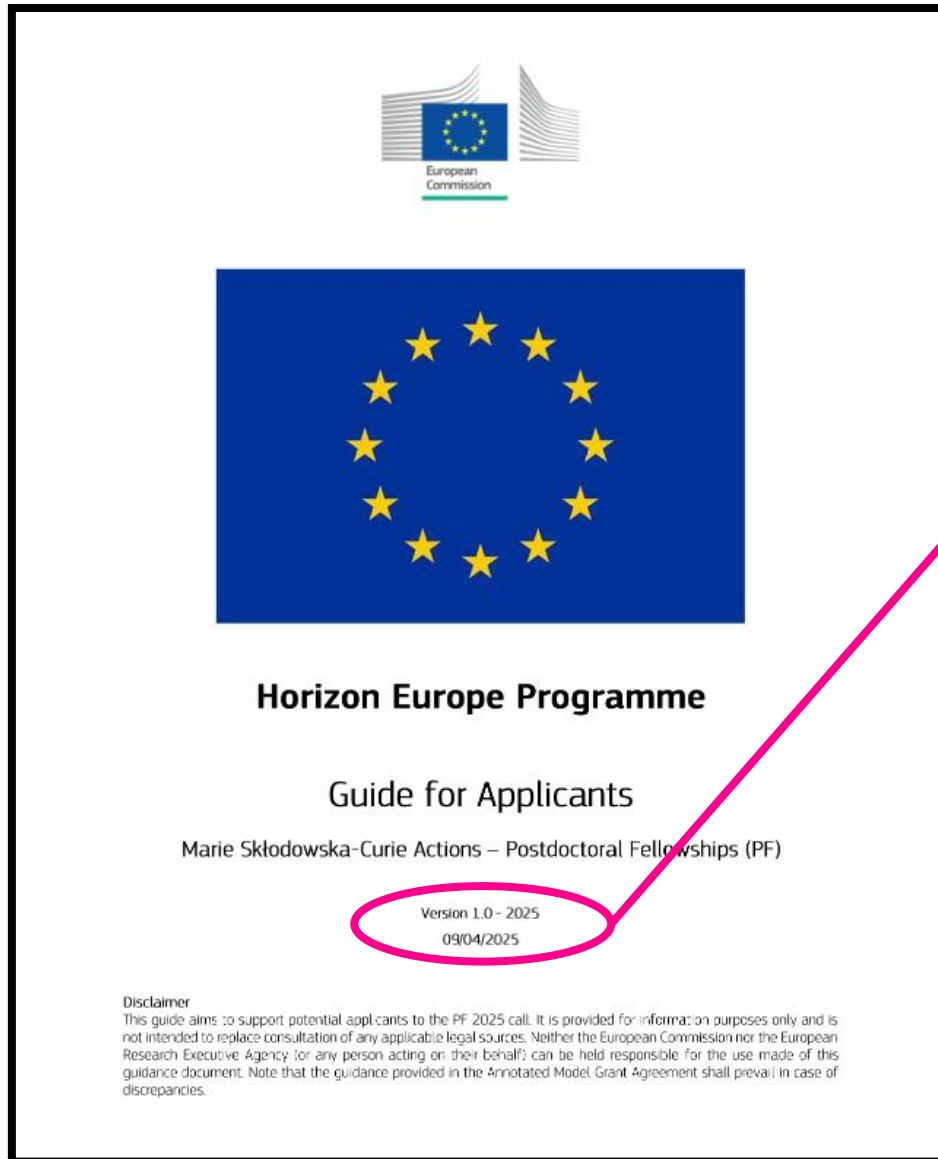 European
Commission
Horizon Europe Programme
Guide for Applicants
Marie Skłodowska-Curie Actions – Postdoctoral Fellowships (PF)
Version 1.0 - 2025
09/04/2025
Disclaimer
This guide aims to support potential applicants to the PF 2025 call. It is provided for information purposes only and is
not intended to replace consultation of any applicable legal sources. Neither the European Commission nor the European
Research Executive Agency (or any person acting on their behalf) can be held responsible for the use made of this
guidance document. Note that the guidance provided in the Annotated Model Grant Agreement shall prevail in case of
discrepancies.